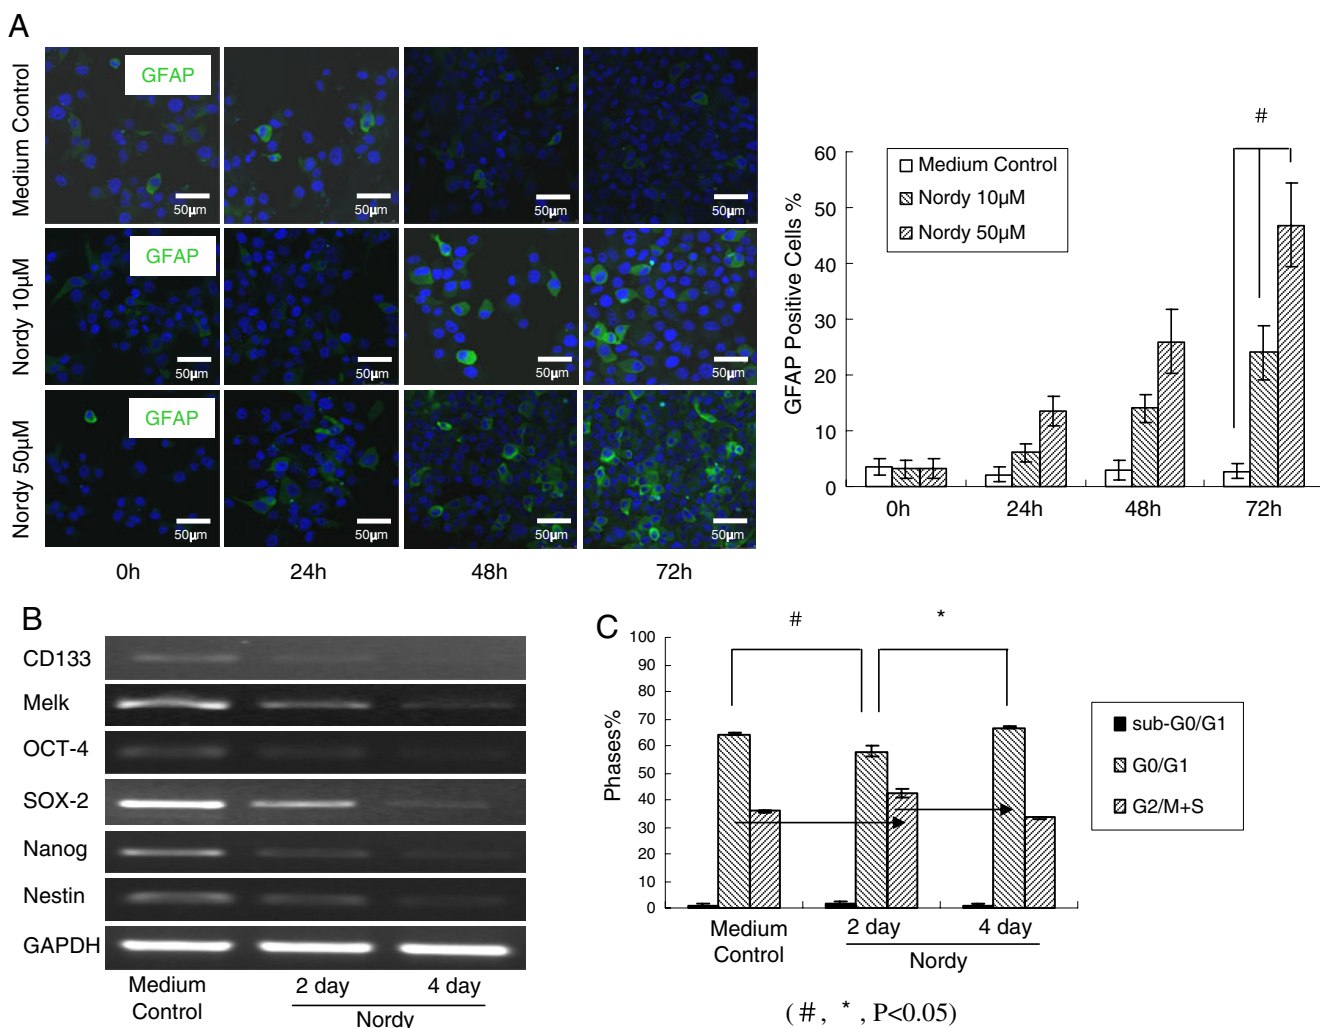 A
Medium Control
GFAP
50µm
50µm
50µm
50µm
Nordy 10µM
GFAP
50µm
50µm
50µm
50µm
Nordy 50µM
GFAP
50µm
50µm
50µm
50µm
0h 24h 48h 72h
#
GFAP Positive Cells %
60
50
40
30
20
10
0
Medium Control
Nordy 10µM
Nordy 50µM
0h 24h 48h 72h
B
CD133
Melk
OCT-4
SOX-2
Nanog
Nestin
GAPDH
Medium Control
2 day 4 day
Nordy
C
# *
Phases%
100
90
80
70
60
50
40
30
20
10
0
sub-G0/G1
G0/G1
G2/M+S
Medium Control
2 day 4 day
Nordy
( #, *, P<0.05)